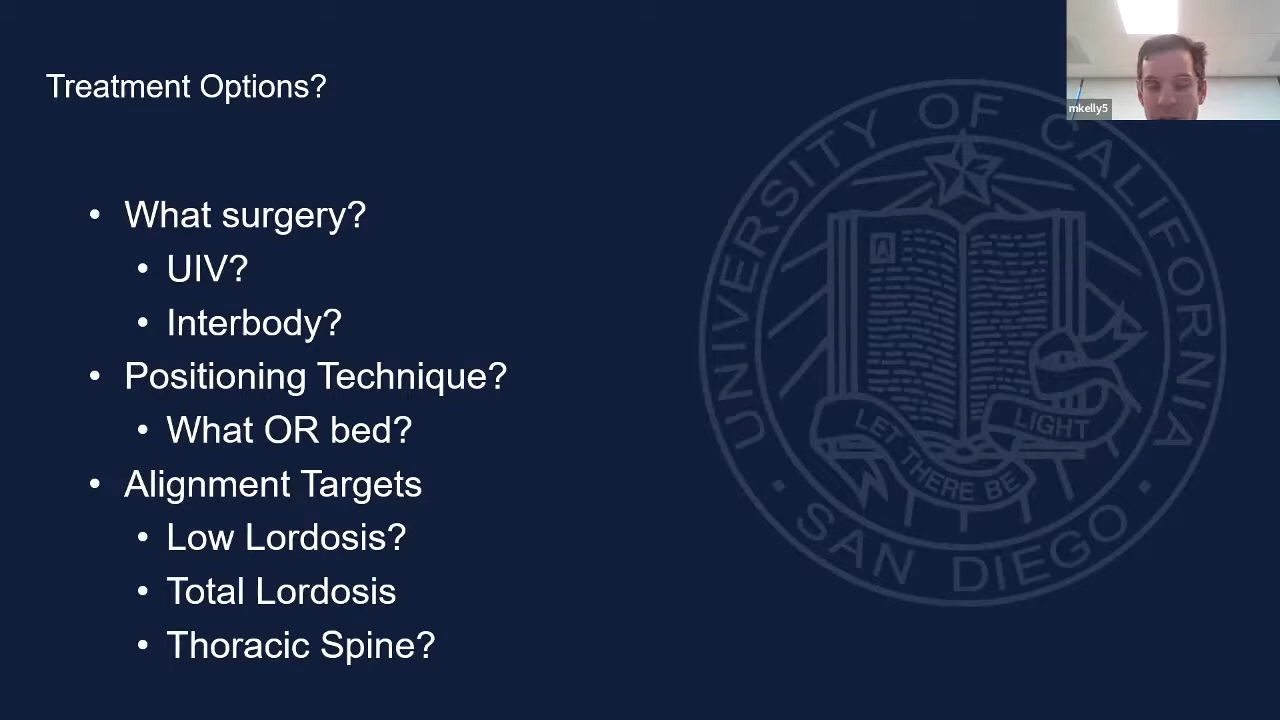 Treatment Options?
mkelly5
• What surgery?
• UIV?
• Interbody?
• Positioning Technique?
• What OR bed?
• Alignment Targets
• Low Lordosis?
• Total Lordosis
• Thoracic Spine?
UNIVERSITY OF CALIFORNIA
A
LET THERE BE LIGHT
• SAN DIEGO •